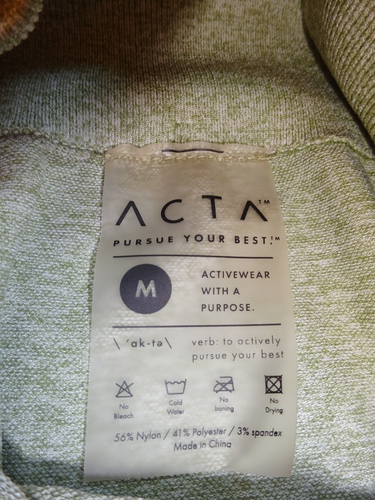 ACTA™
PURSUE YOUR BEST.™
M
ACTIVEWEAR
WITH A
PURPOSE.
\ 'ak-tə \
verb: to actively
pursue your best
No
Bleach
Cold
Water
No
Ironing
No
Drying
56% Nylon / 41% Polyester / 3% spandex
Made in China